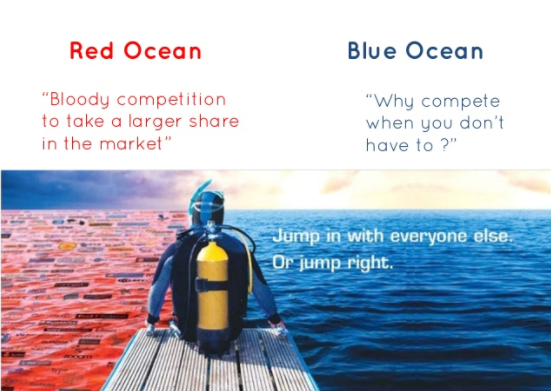 Red Ocean
Blue Ocean
“Bloody competition
to take a larger share
in the market”
“Why compete
when you don’t
have to ?”
Jump in with everyone else.
Or jump right.